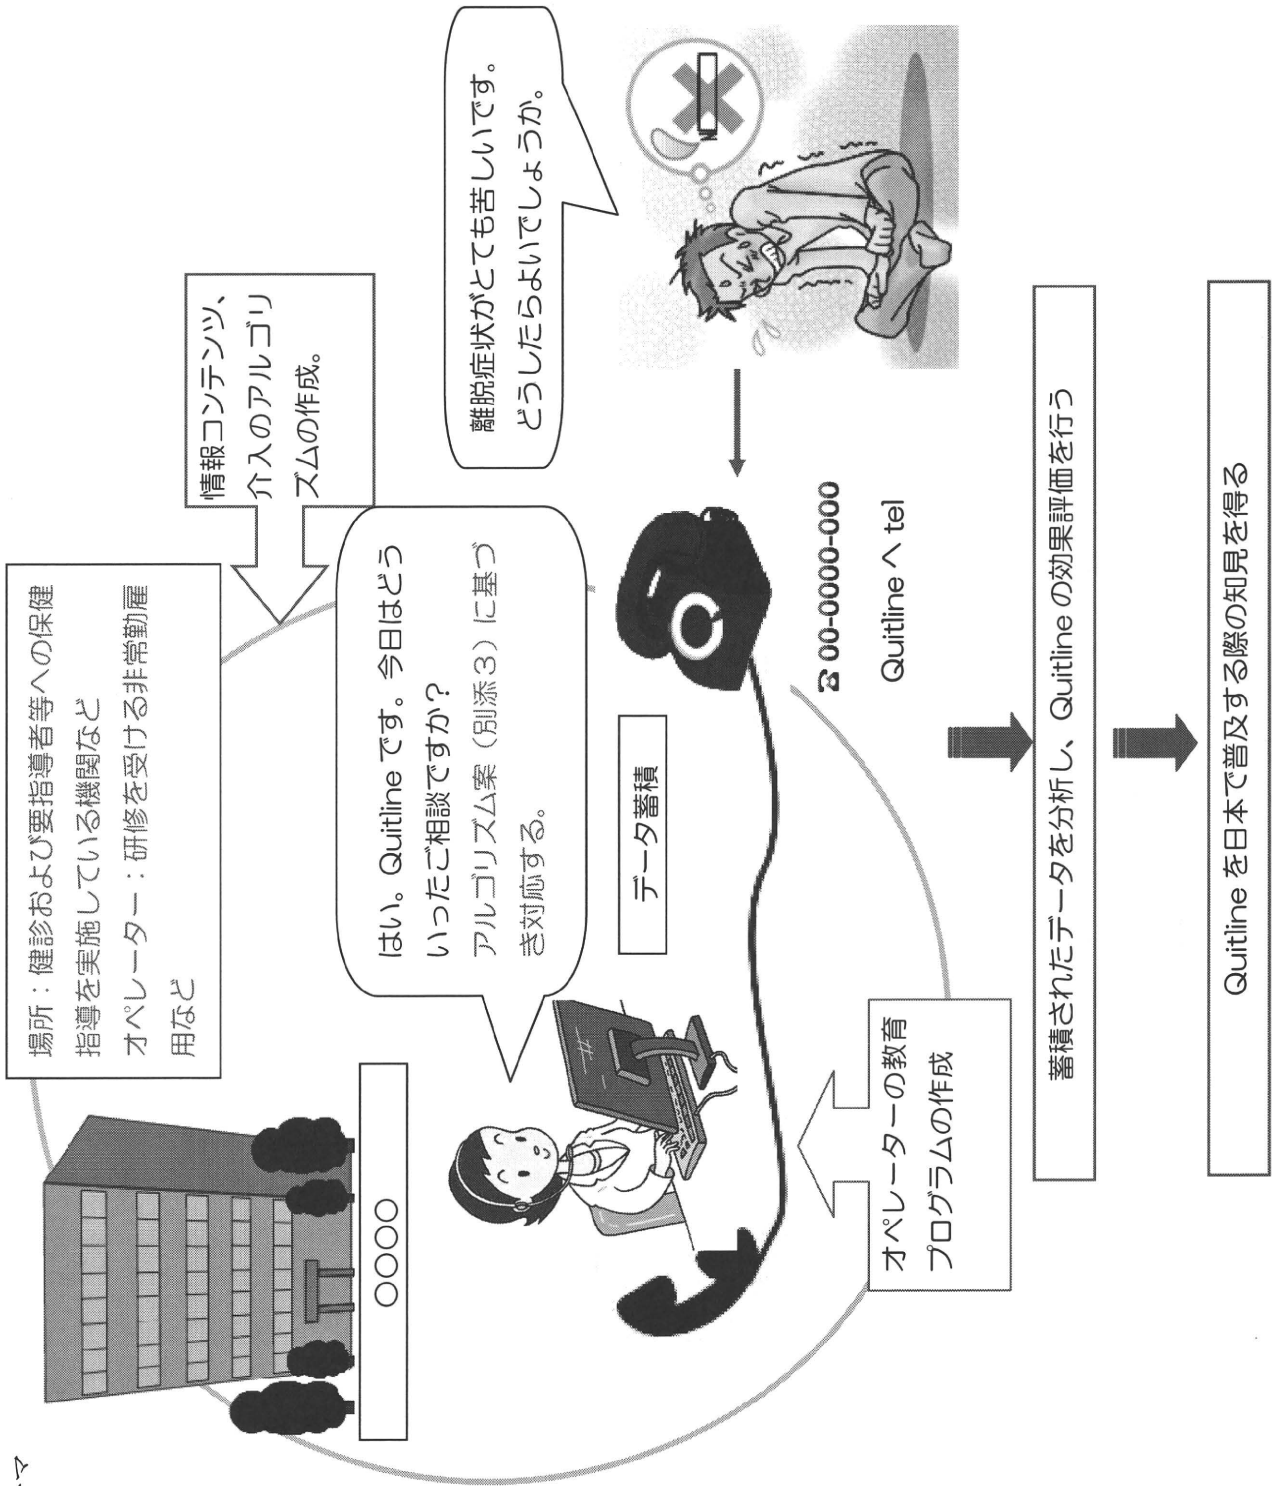 場所：健診および要指導者等への保健
指導を実施している機関など
オペレーター：研修を受ける非常勤雇
用など
〇〇〇〇
情報コンテンツ、
介入のアルゴリ
ズムの作成。
はい。Quitline です。今日はどう
いったご相談ですか？
アルゴリズム案（別添３）に基づ
き対応する。
離脱症状がとても苦しいです。
どうしたらよいでしょうか。
データ蓄積
☎ 00-0000-000
Quitline へ tel
オペレーターの教育
プログラムの作成
蓄積されたデータを分析し、Quitline の効果評価を行う
Quitline を日本で普及する際の知見を得る